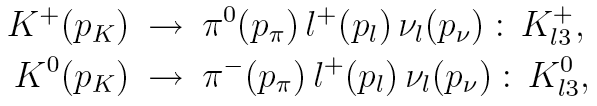 K⁺(p_K) → π⁰(p_π) l⁺(p_l) ν_l(p_ν) : K⁺_{l3},
K⁰(p_K) → π⁻(p_π) l⁺(p_l) ν_l(p_ν) : K⁰_{l3},